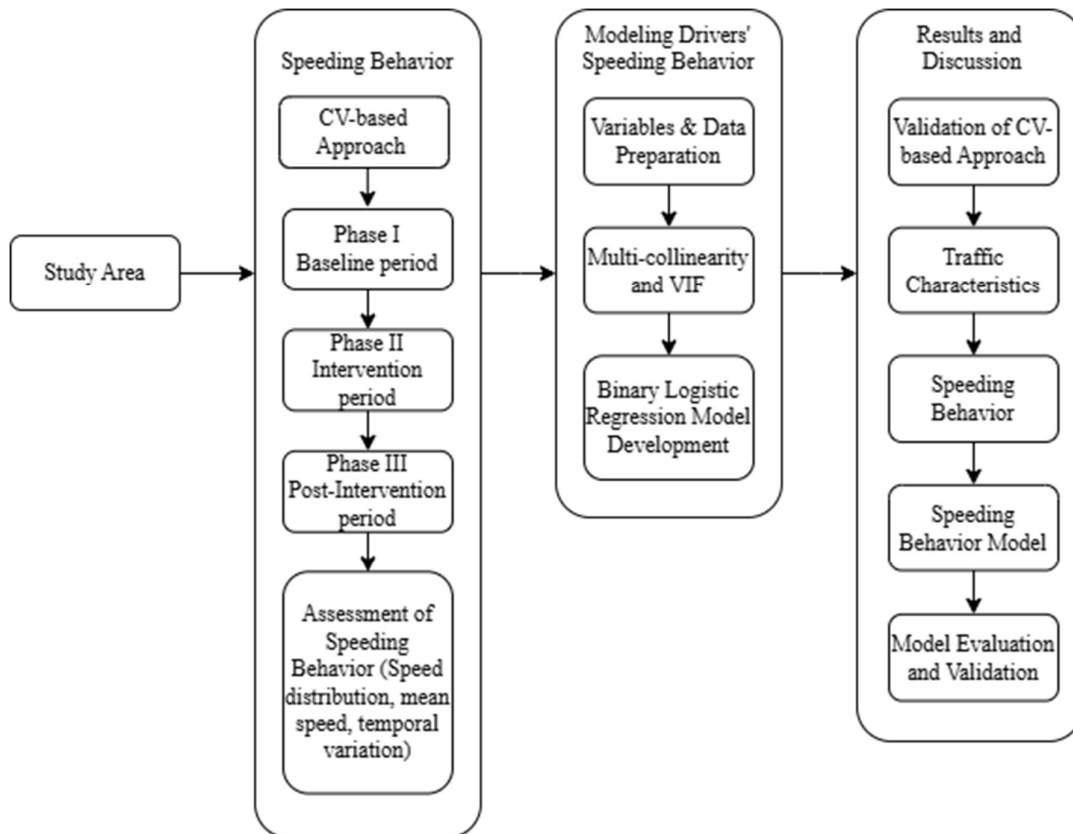 Study Area
Speeding Behavior
CV-based
Approach
Phase I
Baseline period
Phase II
Intervention
period
Phase III
Post-Intervention
period
Assessment of
Speeding
Behavior (Speed
distribution, mean
speed, temporal
variation)
Modeling Drivers'
Speeding Behavior
Variables & Data
Preparation
Multi-collinearity
and VIF
Binary Logistic
Regression Model
Development
Results and
Discussion
Validation of CV-
based Approach
Traffic
Characteristics
Speeding
Behavior
Speeding
Behavior Model
Model Evaluation
and Validation